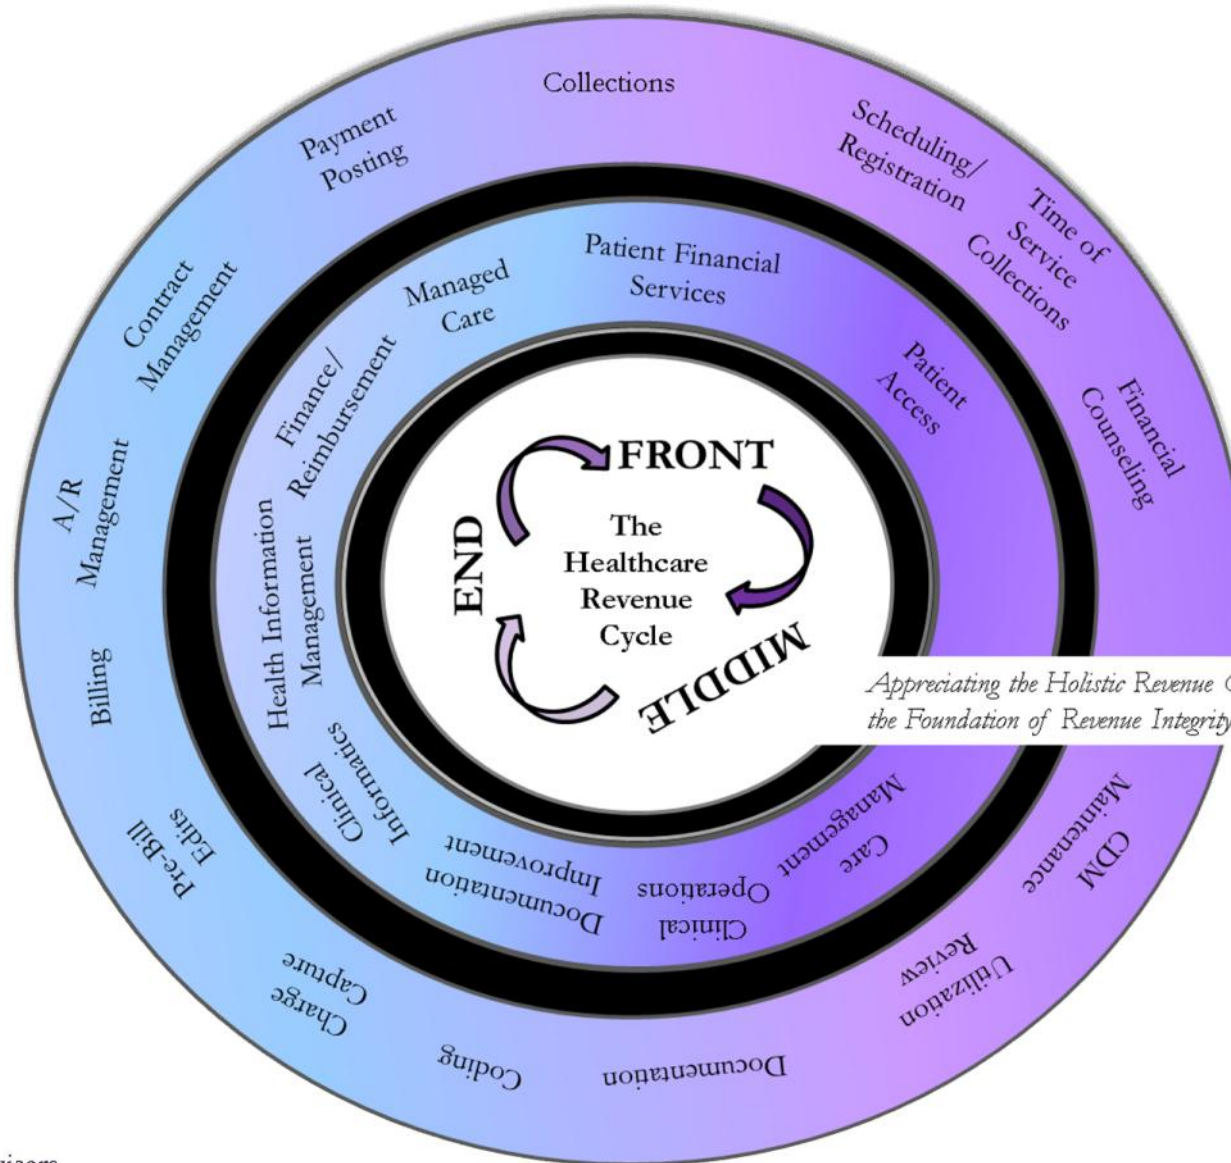 Collections
Scheduling/
Registration
Time of
Service
Collections
Financial
Counseling
CDM
Maintenance
Utilization
Review
Documentation
Coding
Charge
Capture
Pre-Bill
Edits
Billing
A/R
Management
Contract
Management
Payment
Posting
Patient Financial
Services
Patient
Access
Care
Management
Clinical
Operations
Documentation
Improvement
Clinical
Informatics
Health Information
Management
Finance/
Reimbursement
Managed
Care
FRONT
MIDDLE
END
The
Healthcare
Revenue
Cycle
Appreciating the Holistic Revenue
the Foundation of Revenue Integrity